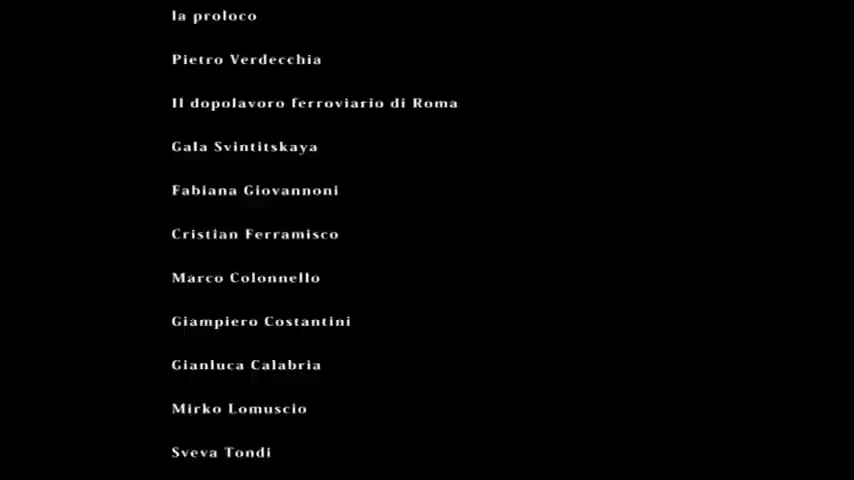 la proloco
Pietro Verdecchia
Il dopolavoro ferroviario di Roma
Gala Svintitskaya
Fabiana Giovannoni
Cristian Ferramisco
Marco Colonnello
Giampiero Costantini
Gianluca Calabria
Mirko Lomuscio
Sveva Tondi